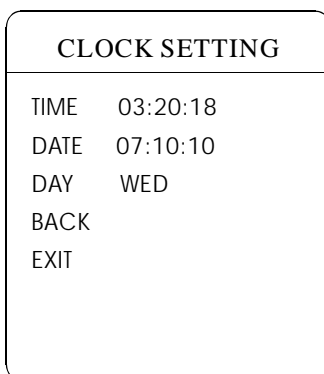 CLOCK SETTING
TIME 03:20:18
DATE 07:10:10
DAY WED
BACK
EXIT